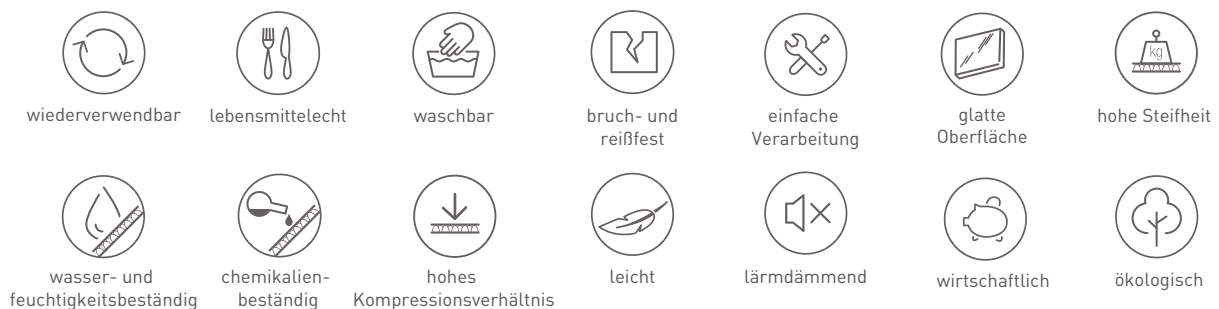 wiederverwendbar
lebensmittelecht
waschbar
bruch- und
reißfest
einfache
Verarbeitung
glatte
Oberfläche
kg
hohe Steifheit
wasser- und
feuchtigkeitsbeständig
chemikalien-
beständig
hohes
Kompressionsverhältnis
leicht
lärmdämmend
wirtschaftlich
ökologisch